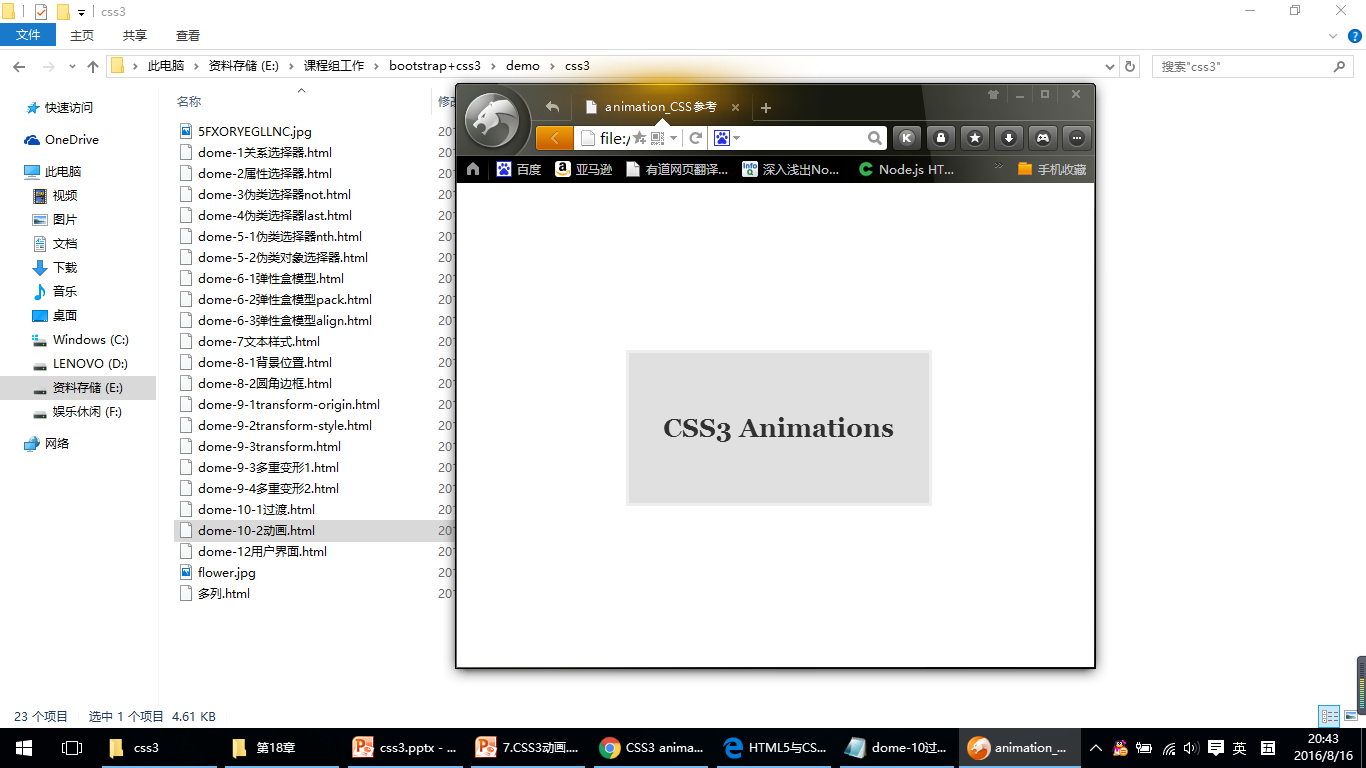 css3
文件 主页 共享 查看
此电脑 资料存储 (E:) 课程组工作 bootstrap+css3 demo css3
搜索"css3"
快速访问
OneDrive
此电脑
视频
图片
文档
下载
音乐
桌面
Windows (C:)
LENOVO (D:)
资料存储 (E:)
娱乐休闲 (F:)
网络
名称
5FXORYEGLLNC.jpg
dome-1关系选择器.html
dome-2属性选择器.html
dome-3伪类选择器not.html
dome-4伪类选择器last.html
dome-5-1伪类选择器nth.html
dome-5-2伪类对象选择器.html
dome-6-1弹性盒模型.html
dome-6-2弹性盒模型pack.html
dome-6-3弹性盒模型align.html
dome-7文本样式.html
dome-8-1背景位置.html
dome-8-2圆角边框.html
dome-9-1transform-origin.html
dome-9-2transform-style.html
dome-9-3transform.html
dome-9-3多重变形1.html
dome-9-4多重变形2.html
dome-10-1过渡.html
dome-10-2动画.html
dome-12用户界面.html
flower.jpg
多列.html
animation_CSS参考
file:/
百度 亚马逊 有道网页翻译... 深入浅出No... Node.js HT... 手机收藏
CSS3 Animations
23 个项目 选中 1 个项目 4.61 KB
css3 第18章 css3.pptx - ... 7.CSS3动画.... CSS3 anima... HTML5与CS... dome-10过... animation_...
英 五
20:43
2016/8/16